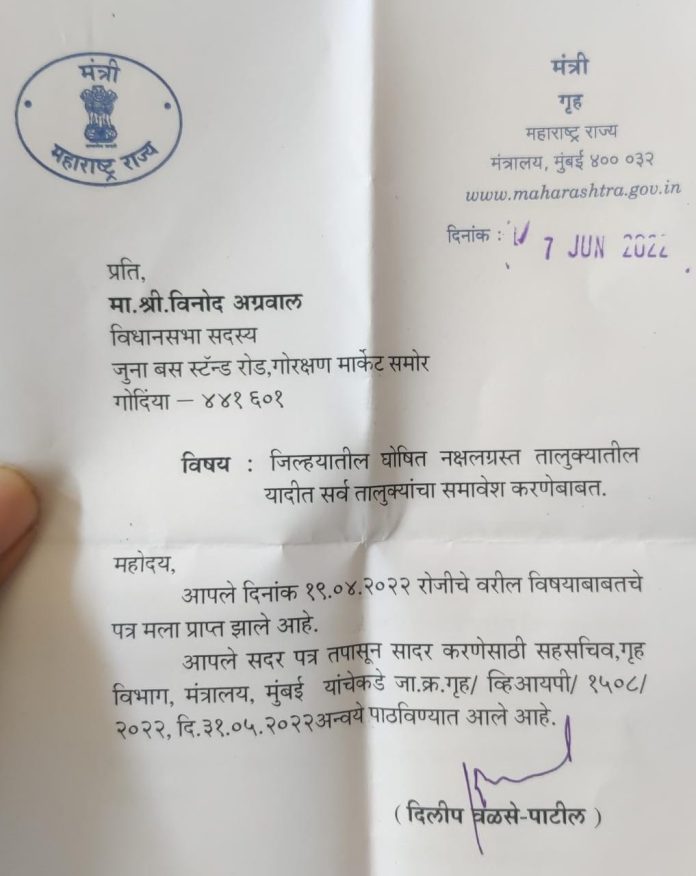 मंत्री
महाराष्ट्र राज्य
मंत्री
गृह
महाराष्ट्र राज्य
मंत्रालय, मुंबई ४०० ०३२
www.maharashtra.gov.in
दिनांक :
7 JUN 2022
प्रति,
मा.श्री.विनोद अग्रवाल
विधानसभा सदस्य
जुना बस स्टॅन्ड रोड,गोरक्षण मार्केट समोर
गोदिंया – ४४१ ६०१
विषय : जिल्हयातील घोषित नक्षलग्रस्त तालुक्यातील
यादीत सर्व तालुक्यांचा समावेश करणेबाबत.
महोदय,
आपले दिनांक १९.०४.२०२२ रोजीचे वरील विषयाबाबतचे
पत्र मला प्राप्त झाले आहे.
आपले सदर पत्र तपासून सादर करणेसाठी सहसचिव,गृह
विभाग, मंत्रालय, मुंबई यांचेकडे जा.क्र.गृह/ व्हिआयपी/ १५०८/
२०२२, दि.३१.०५.२०२२अन्वये पाठविण्यात आले आहे.
( दिलीप वळसे-पाटील )